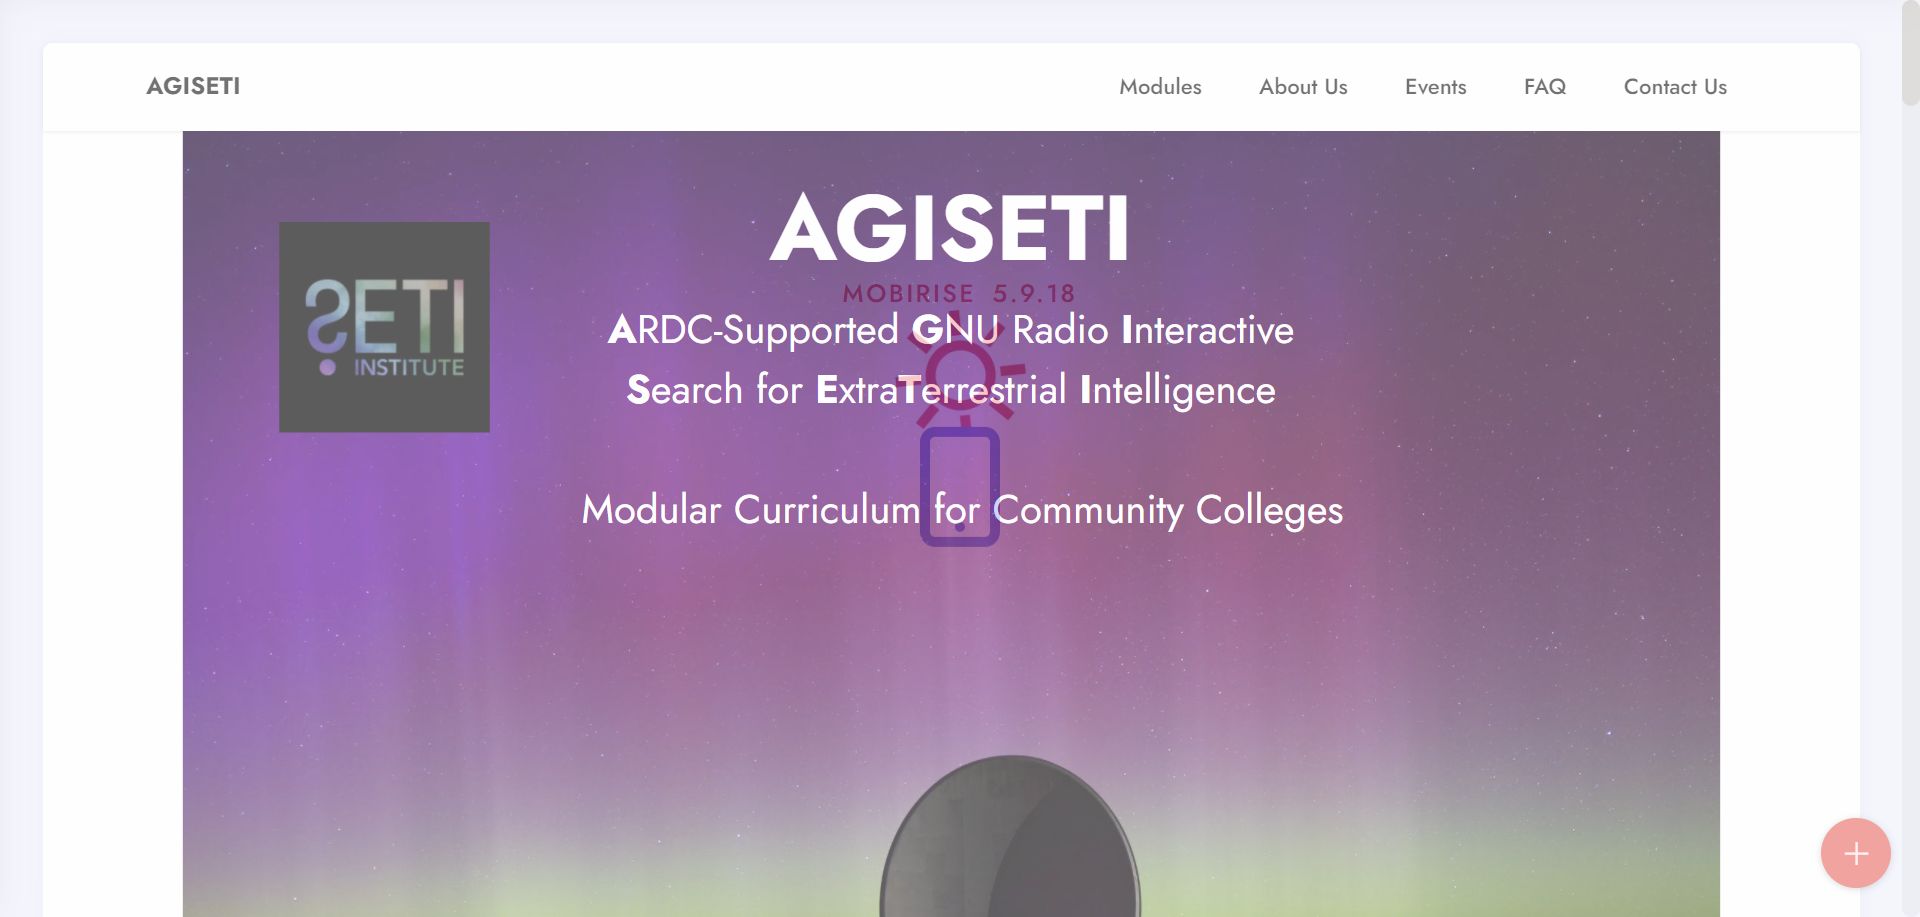 AGISETI
Modules About Us Events FAQ Contact Us
AGISETI
SETI
INSTITUTE
MOBIRISE 5.9.18
ARDC-Supported GNU Radio Interactive
Search for ExtraTerrestrial Intelligence
Modular Curriculum for Community Colleges